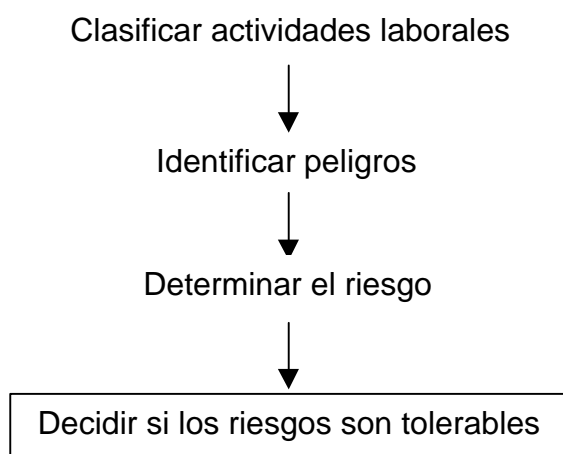 Clasificar actividades laborales
Identificar peligros
Determinar el riesgo
Decidir si los riesgos son tolerables